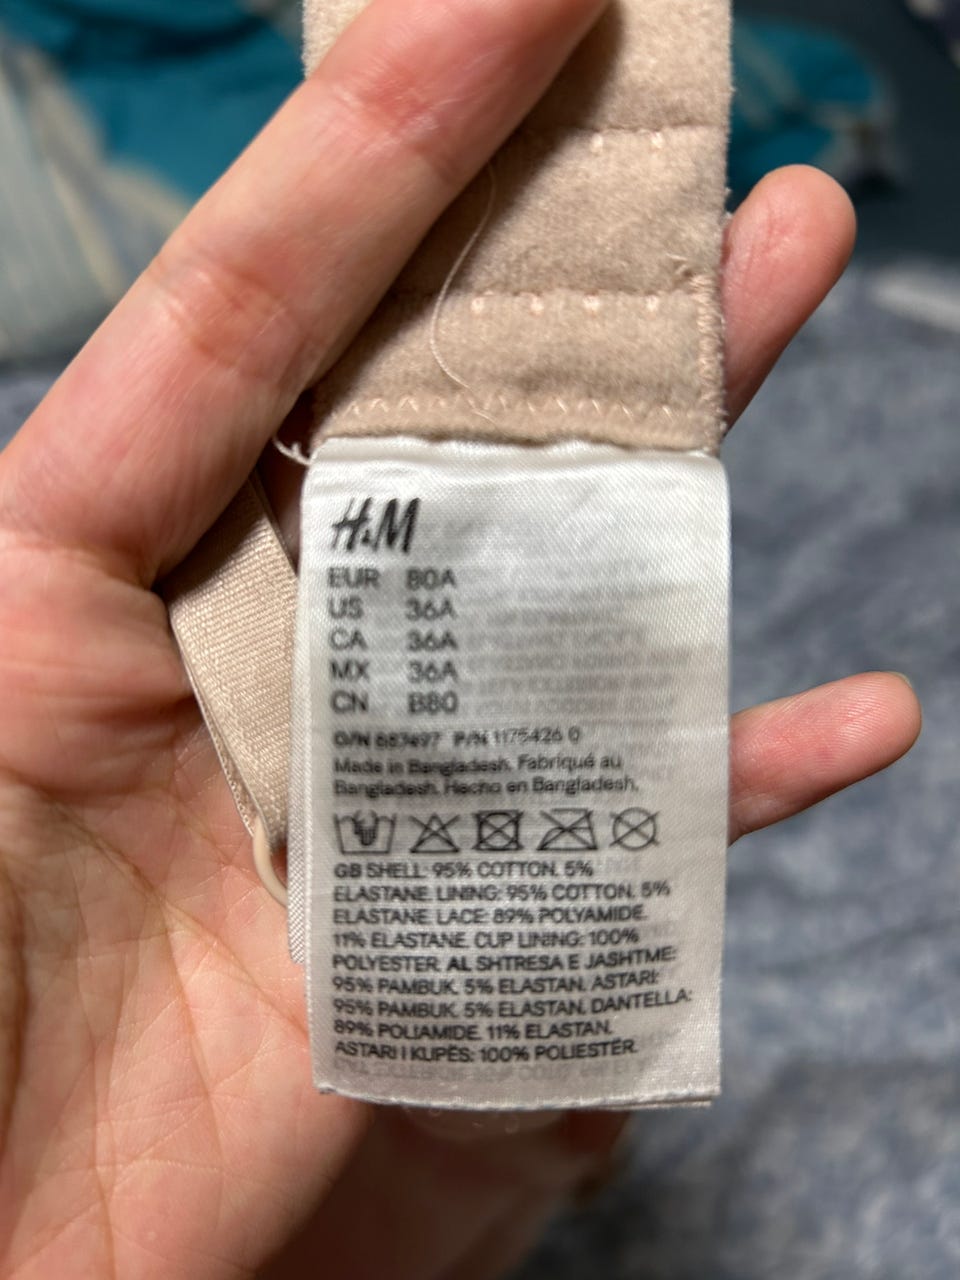 H&M
EUR 80A
US 36A
CA 36A
MX 36A
CN B80
O/N 687497 P/N 1175426 0
Made in Bangladesh. Fabriqué au
Bangladesh. Hecho en Bangladesh.
GB SHELL: 95% COTTON. 5%
ELASTANE. LINING: 95% COTTON. 5%
ELASTANE. LACE: 89% POLYAMIDE.
11% ELASTANE. CUP LINING: 100%
POLYESTER. AL SHTRESA E JASHTME:
95% PAMBUK. 5% ELASTAN. ASTARI:
95% PAMBUK. 5% ELASTAN. DANTELLA:
89% POLIAMIDE. 11% ELASTAN.
ASTARI I KUPËS: 100% POLIESTËR.